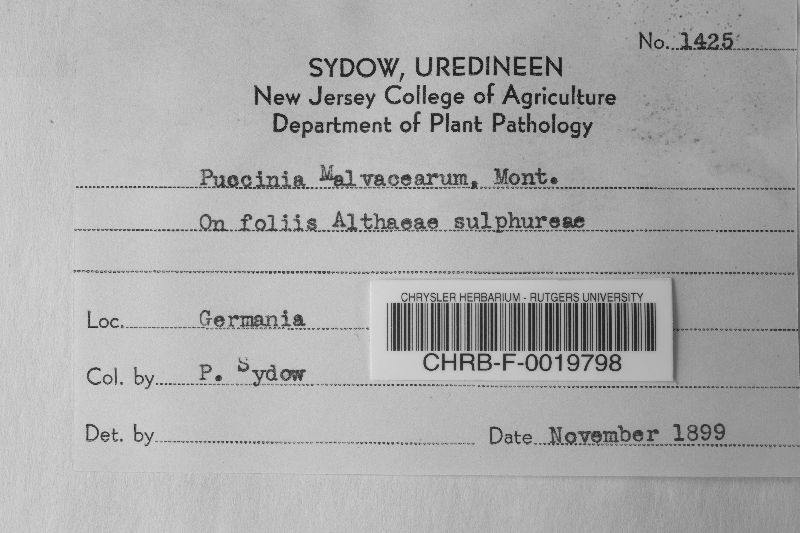 No. 1425
SYDOW, UREDINEEN
New Jersey College of Agriculture
Department of Plant Pathology
Puccinia Malvacearum, Mont.
On foliis Althaeae sulphureae
CHRYSLER HERBARIUM - RUTGERS UNIVERSITY
Loc. Germania
CHRB-F-0019798
Col. by P. Sydow
Det. by
Date November 1899